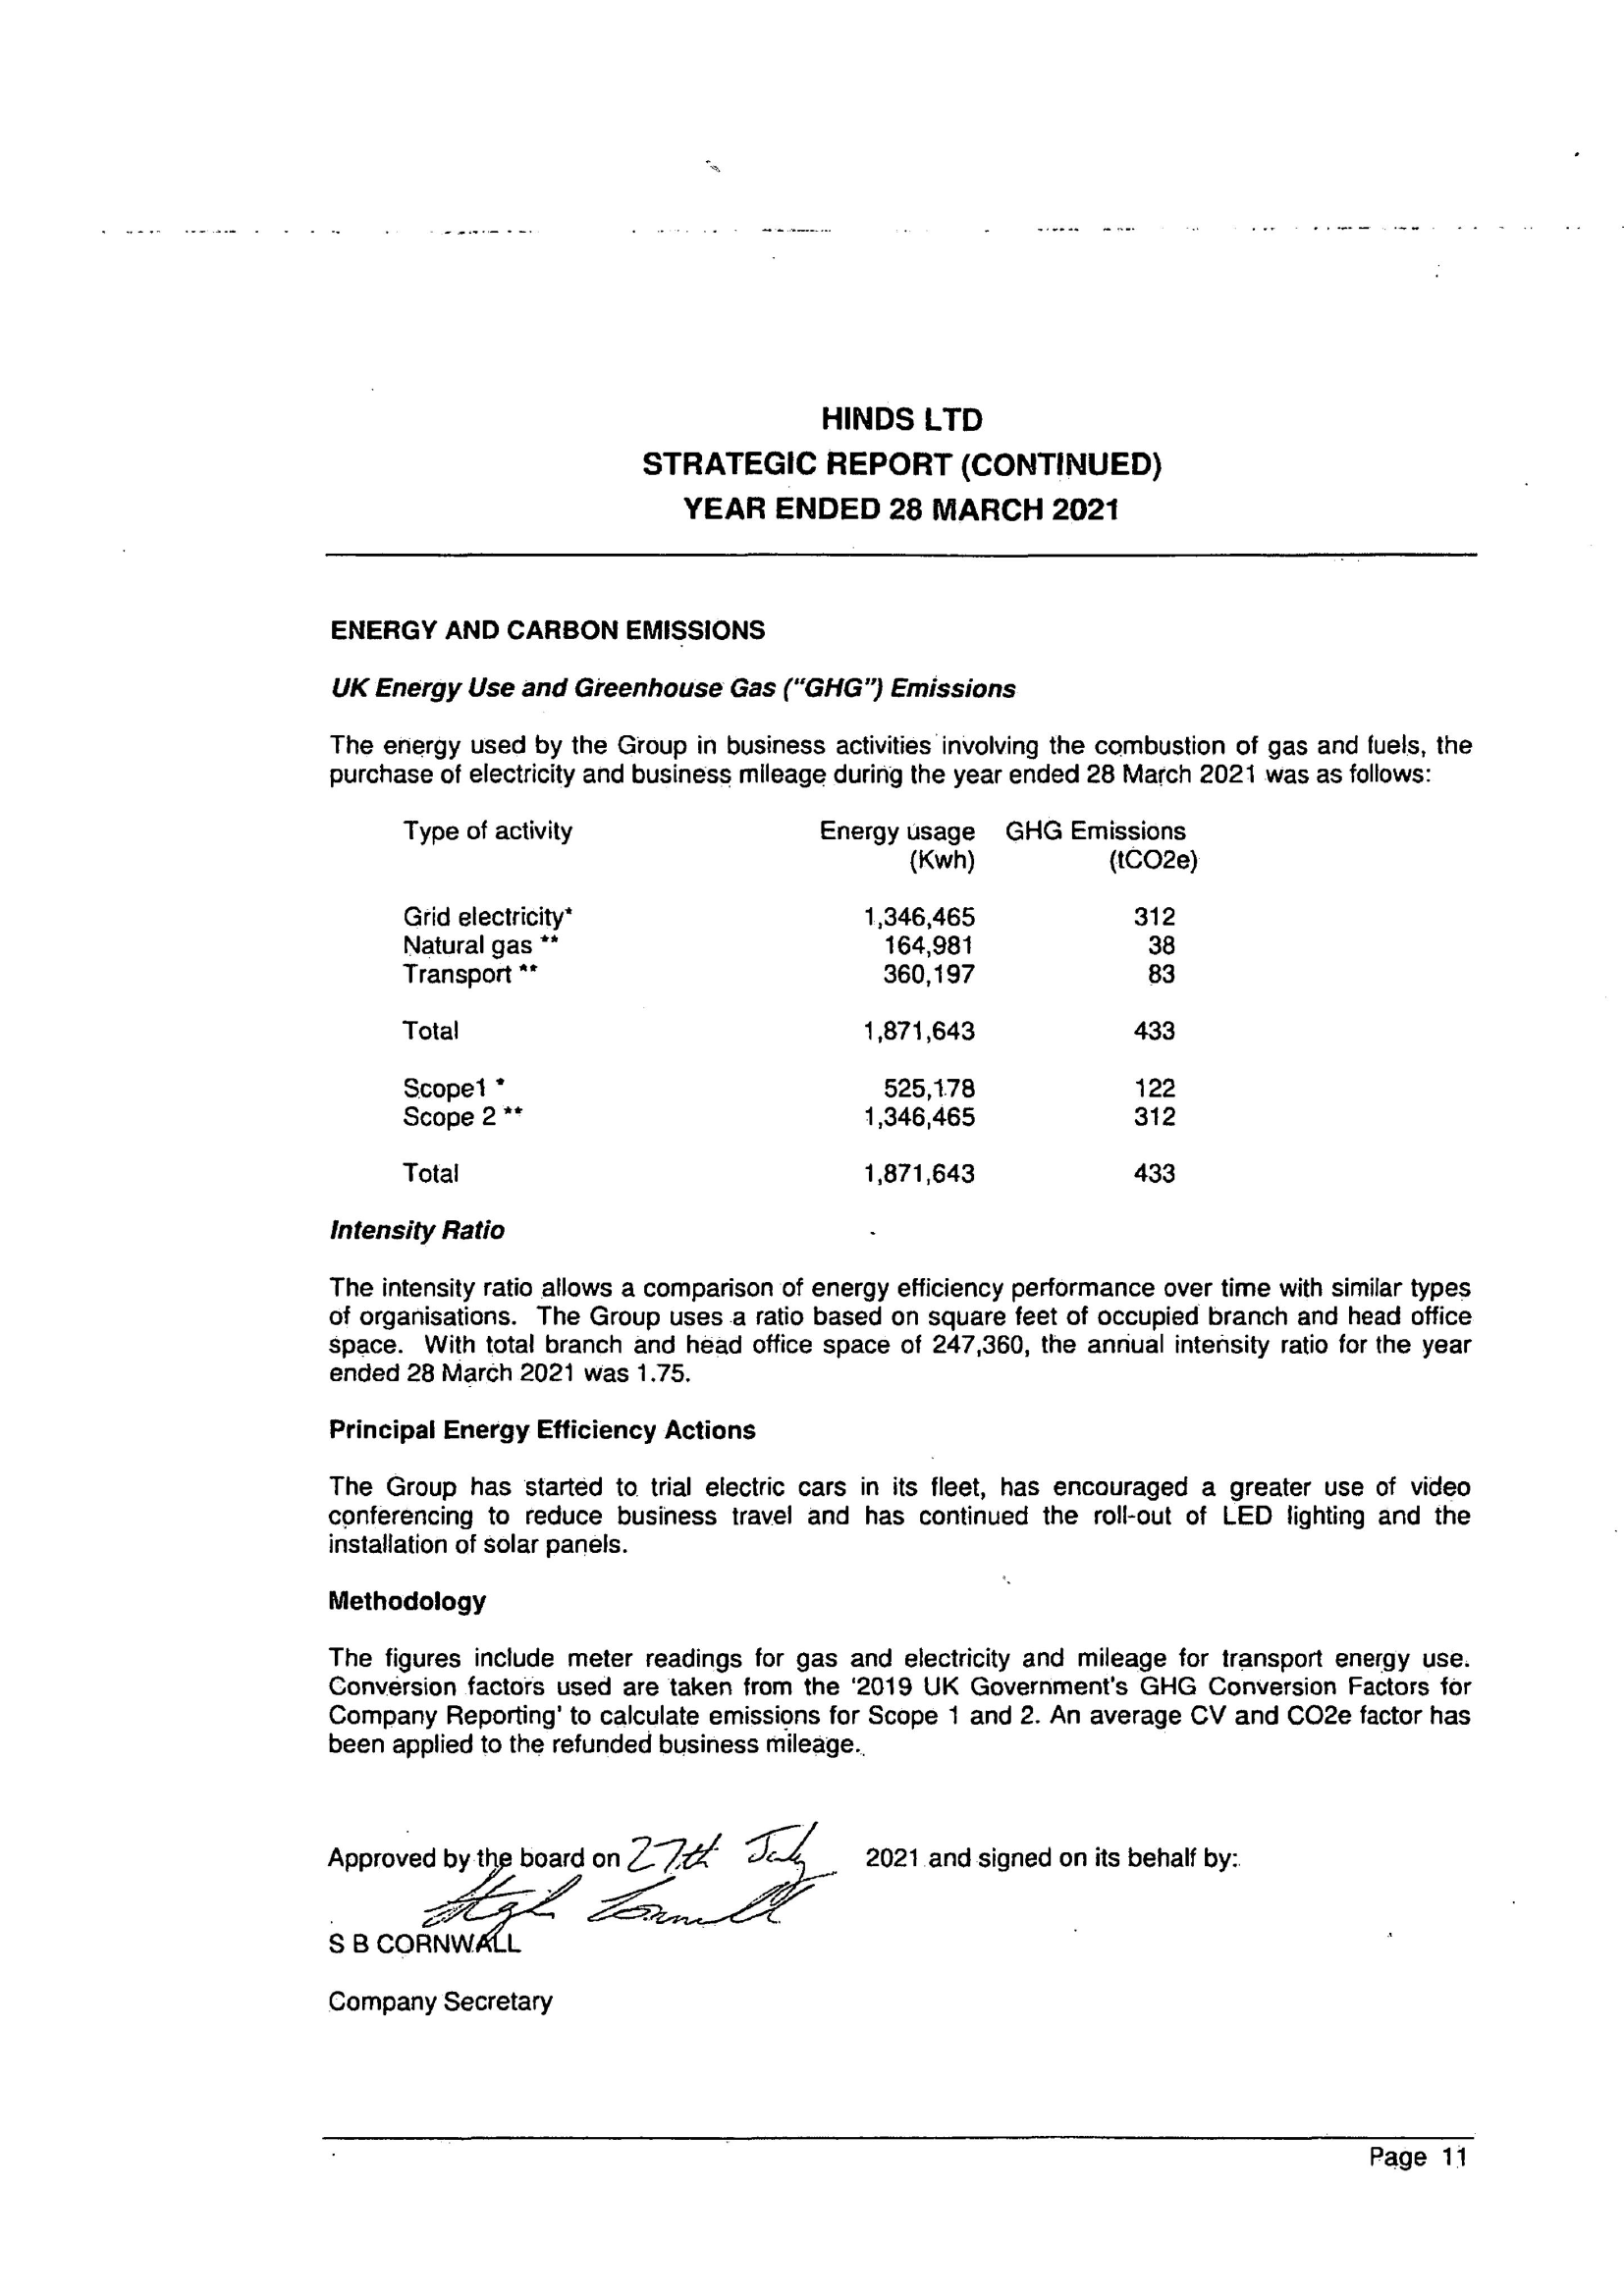 HINDS LTD
STRATEGIC REPORT (CONTINUED)
YEAR ENDED 28 MARCH 2021
ENERGY AND CARBON EMISSIONS
UK Energy Use and Greenhouse Gas (“GHG”) Emissions
The energy used by the Group in business activities involving the combustion of gas and fuels, the
purchase of electricity and business mileage during the year ended 28 March 2021 was as follows:
Type of activity Energy usage GHG Emissions
(Kwh) (tCO2e)
Grid electricity* 1,346,465 312
Natural gas ** 164,981 38
Transport ** 360,197 83
Total 1,871,643 433
Scope1 * 525,178 122
Scope 2 ** 1,346,465 312
Total 1,871,643 433
Intensity Ratio
The intensity ratio allows a comparison of energy efficiency performance over time with similar types
of organisations. The Group uses a ratio based on square feet of occupied branch and head office
space. With total branch and head office space of 247,360, the annual intensity ratio for the year
ended 28 March 2021 was 1.75.
Principal Energy Efficiency Actions
The Group has started to trial electric cars in its fleet, has encouraged a greater use of video
conferencing to reduce business travel and has continued the roll-out of LED lighting and the
installation of solar panels.
Methodology
The figures include meter readings for gas and electricity and mileage for transport energy use.
Conversion factors used are taken from the '2019 UK Government's GHG Conversion Factors for
Company Reporting' to calculate emissions for Scope 1 and 2. An average CV and CO2e factor has
been applied to the refunded business mileage.
Approved by the board on 27th July 2021 and signed on its behalf by:
S B CORNWALL
Company Secretary
Page 11